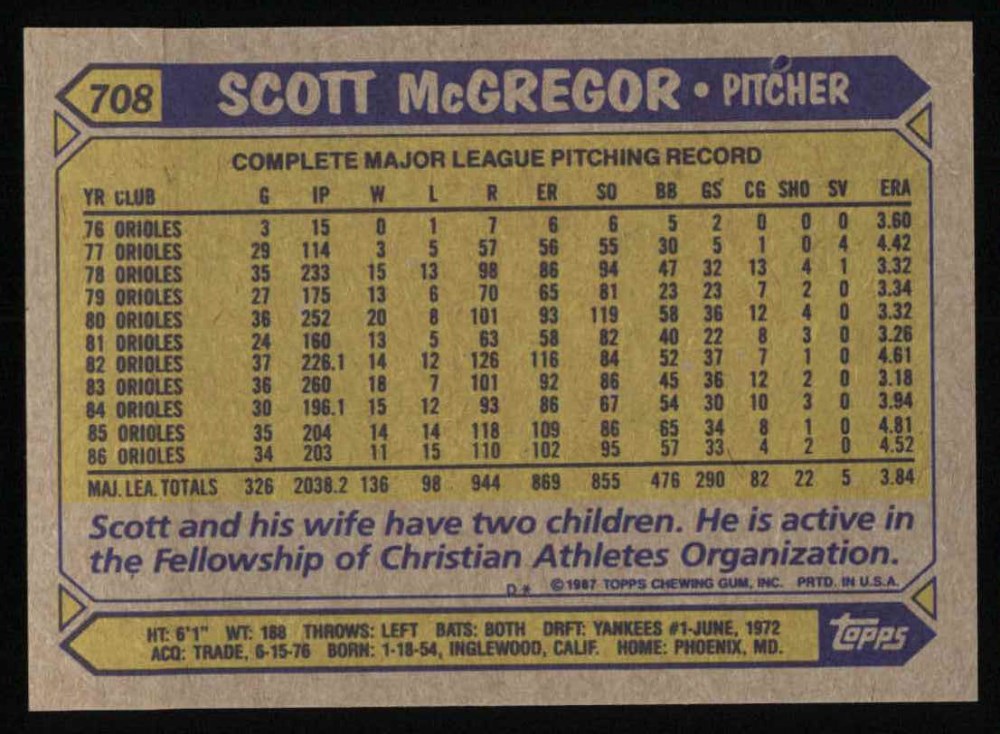 708 SCOTT McGREGOR • PITCHER
COMPLETE MAJOR LEAGUE PITCHING RECORD
YR CLUB G IP W L R ER SO BB GS CG SHO SV ERA
76 ORIOLES 3 15 0 1 7 6 6 5 2 0 0 0 3.60
77 ORIOLES 29 114 3 5 57 56 55 30 5 1 0 4 4.42
78 ORIOLES 35 233 15 13 98 86 94 47 32 13 4 1 3.32
79 ORIOLES 27 175 13 6 70 65 81 23 23 7 2 0 3.34
80 ORIOLES 36 252 20 8 101 93 119 58 36 12 4 0 3.32
81 ORIOLES 24 160 13 5 63 58 82 40 22 8 3 0 3.26
82 ORIOLES 37 226.1 14 12 126 116 84 52 37 7 1 0 4.61
83 ORIOLES 36 260 18 7 101 92 86 45 36 12 2 0 3.18
84 ORIOLES 30 196.1 15 12 93 86 67 54 30 10 3 0 3.94
85 ORIOLES 35 204 14 14 118 109 86 65 34 8 1 0 4.81
86 ORIOLES 34 203 11 15 110 102 95 57 33 4 2 0 4.52
MAJ. LEA. TOTALS 326 2038.2 136 98 944 869 855 476 290 82 22 5 3.84
Scott and his wife have two children. He is active in
the Fellowship of Christian Athletes Organization.
D* ©1987 TOPPS CHEWING GUM, INC. PRTD. IN U.S.A.
HT: 6'1" WT: 188 THROWS: LEFT BATS: BOTH DRFT: YANKEES #1-JUNE, 1972
ACQ: TRADE, 6-15-76 BORN: 1-18-54, INGLEWOOD, CALIF. HOME: PHOENIX, MD.
topps